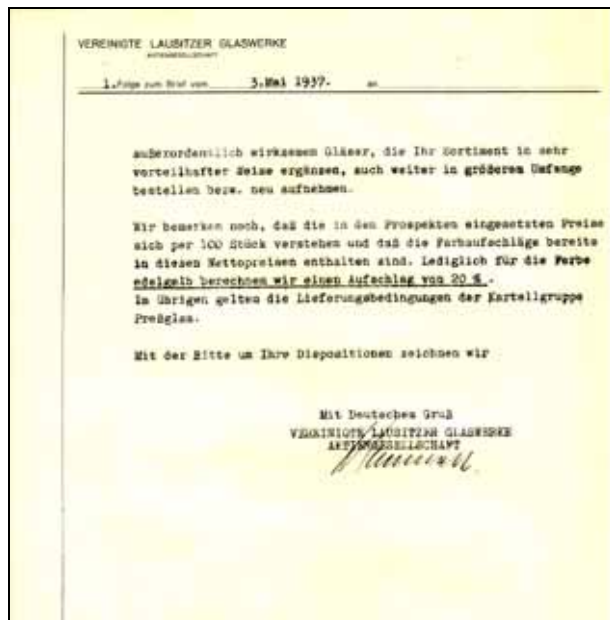 VEREINIGTE LAUSITZER GLASWERKE
AKTIENGESELLSCHAFT
1. Folge zum Brief vom 3. Mai 1937. an
außerordentlich wirksamen Gläser, die Ihr Sortiment in sehr
vorteilhafter Weise ergänzen, auch weiter in größerem Umfange
bestellen bezw. neu aufnehmen.
Wir bemerken noch, daß die in den Prospekten eingesetzten Preise
sich per 100 Stück verstehen und daß die Farbaufschläge bereits
in diesen Nettopreisen enthalten sind. Lediglich für die Farbe
edelgelb berechnen wir einen Aufschlag von 20 %.
Im Übrigen gelten die Lieferungsbedingungen der Kartellgruppe
Preßglas.
Mit der Bitte um Ihre Dispositionen zeichnen wir
Mit Deutschem Gruß
VEREINIGTE LAUSITZER GLASWERKE
AKTIENGESELLSCHAFT